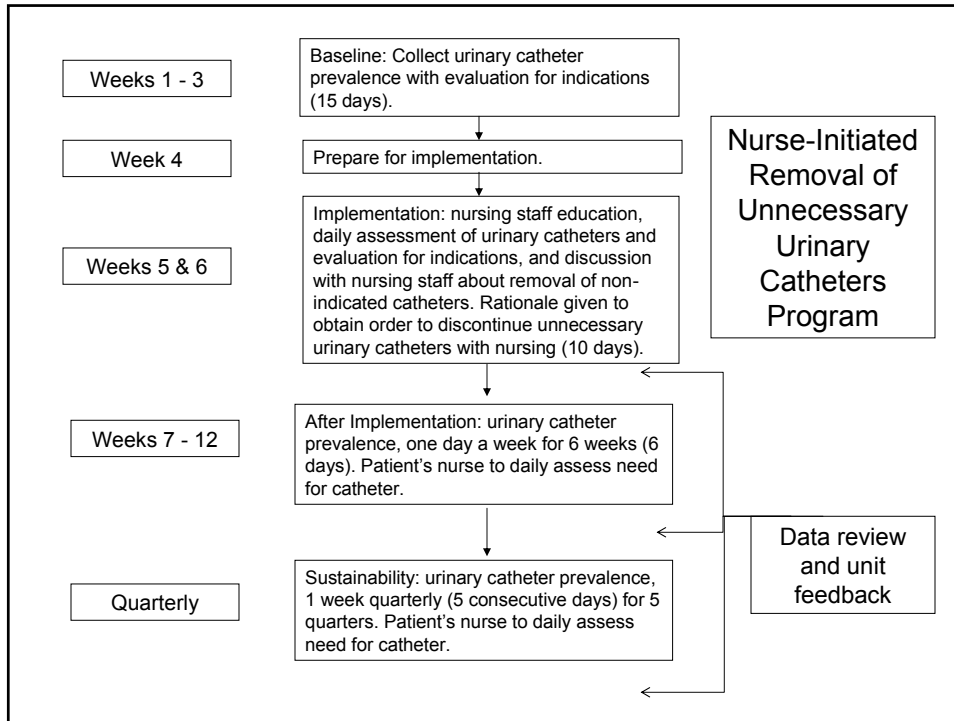 Weeks 1 - 3
Baseline: Collect urinary catheter
prevalence with evaluation for indications
(15 days).
Week 4
Prepare for implementation.
Weeks 5 & 6
Implementation: nursing staff education,
daily assessment of urinary catheters and
evaluation for indications, and discussion
with nursing staff about removal of non-
indicated catheters. Rationale given to
obtain order to discontinue unnecessary
urinary catheters with nursing (10 days).
Nurse-Initiated
Removal of
Unnecessary
Urinary
Catheters
Program
Weeks 7 - 12
After Implementation: urinary catheter
prevalence, one day a week for 6 weeks (6
days). Patient's nurse to daily assess need
for catheter.
Quarterly
Sustainability: urinary catheter prevalence,
1 week quarterly (5 consecutive days) for 5
quarters. Patient's nurse to daily assess
need for catheter.
Data review
and unit
feedback